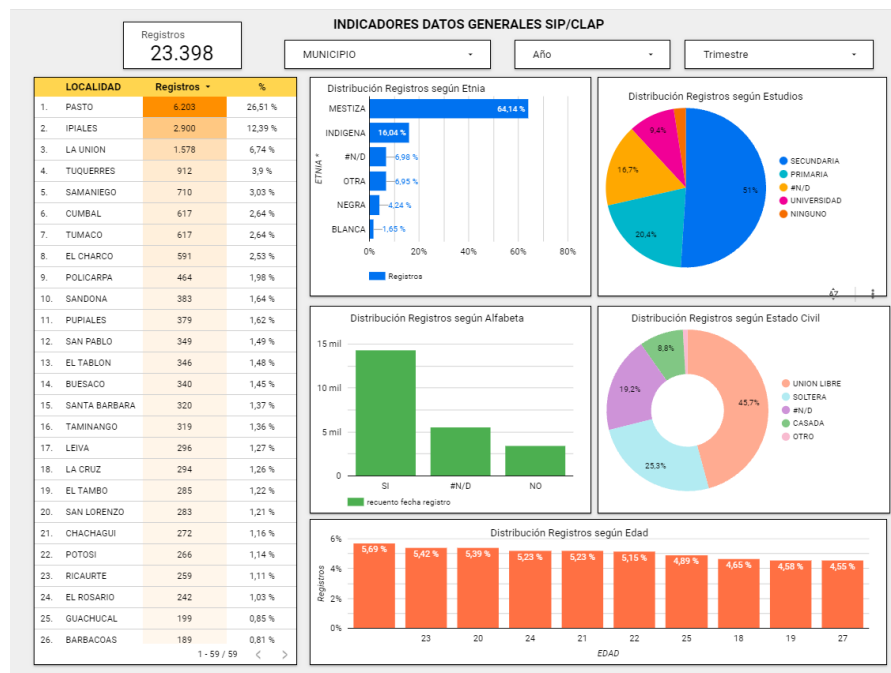 INDICADORES DATOS GENERALES SIP/CLAP
Registros
23.398
MUNICIPIO
Año
Trimestre
LOCALIDAD Registros %
1. PASTO 6.203 26,51 %
2. IPIALES 2.900 12,39 %
3. LA UNION 1.578 6,74 %
4. TUQUERRES 912 3,9 %
5. SAMANIEGO 710 3,03 %
6. CUMBAL 617 2,64 %
7. TUMACO 617 2,64 %
8. EL CHARCO 591 2,53 %
9. POLICARPA 464 1,98 %
10. SANDONA 383 1,64 %
11. PUPIALES 379 1,62 %
12. SAN PABLO 349 1,49 %
13. EL TABLON 346 1,48 %
14. BUESACO 340 1,45 %
15. SANTA BARBARA 320 1,37 %
16. TAMINANGO 319 1,36 %
17. LEIVA 296 1,27 %
18. LA CRUZ 294 1,26 %
19. EL TAMBO 285 1,22 %
20. SAN LORENZO 283 1,21 %
21. CHACHAGUI 272 1,16 %
22. POTOSI 266 1,14 %
23. RICAURTE 259 1,11 %
24. EL ROSARIO 242 1,03 %
25. GUACHUCAL 199 0,85 %
26. BARBACOAS 189 0,81 %
1 - 59 / 59
Distribución Registros según Etnia
ETNIA *
MESTIZA 64,14 %
INDIGENA 16,04 %
#N/D 6,98 %
OTRA 6,95 %
NEGRA 4,24 %
BLANCA 1,65 %
0% 20% 40% 60% 80%
Registros
Distribución Registros según Estudios
51%
20,4%
16,7%
9,4%
SECUNDARIA
PRIMARIA
#N/D
UNIVERSIDAD
NINGUNO
Distribución Registros según Alfabeta
15 mil
10 mil
5 mil
0
SI #N/D NO
recuento fecha registro
Distribución Registros según Estado Civil
45,7%
25,3%
19,2%
8,8%
UNION LIBRE
SOLTERA
#N/D
CASADA
OTRO
Distribución Registros según Edad
Registros
6%
4%
2%
0%
5,69 % 5,42 % 5,39 % 5,23 % 5,23 % 5,15 % 4,89 % 4,65 % 4,58 % 4,55 %
23 20 24 21 22 25 18 19 27
EDAD